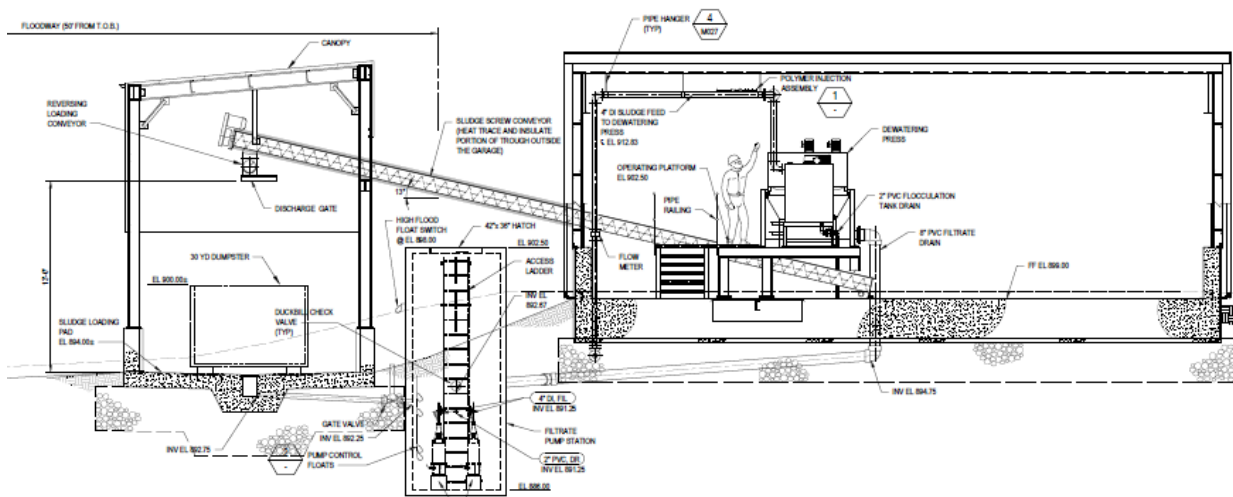 FLOODWAY (50' FROM T.O.B.)
CANOPY
REVERSING
LOADING
CONVEYOR
SLUDGE SCREW CONVEYOR
(HEAT TRACE AND INSULATE
PORTION OF TROUGH OUTSIDE
THE GARAGE)
13°
DISCHARGE GATE
30 YD DUMPSTER
EL 900.00±
SLUDGE LOADING
PAD
EL 894.00±
INV EL 892.75
HIGH FLOOD
FLOAT SWITCH
@ EL 898.00
42"x 36" HATCH
EL 902.50
ACCESS
LADDER
INV EL
892.67
DUCKBILL CHECK
VALVE
(TYP)
GATE VALVE
INV EL 892.25
PUMP CONTROL
FLOATS
4" DI, FIL
INV EL 891.25
FILTRATE
PUMP STATION
2" PVC, DR
INV EL 891.25
EL 886.00
PIPE HANGER
(TYP)
4
M027
POLYMER INJECTION
ASSEMBLY
1
-
4" DI SLUDGE FEED
TO DEWATERING
PRESS
EL 912.83
OPERATING PLATFORM
EL 902.50
PIPE
RAILING
FLOW
METER
DEWATERING
PRESS
2" PVC FLOCCULATION
TANK DRAIN
8" PVC FILTRATE
DRAIN
FF EL 899.00
INV EL 894.75